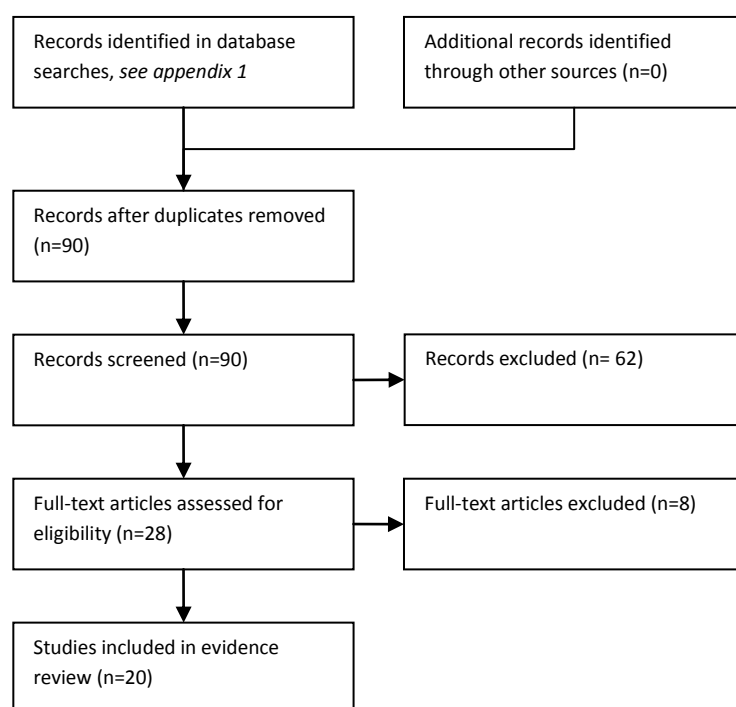 Records identified in database
searches, see appendix 1
Additional records identified
through other sources (n=0)
Records after duplicates removed
(n=90)
Records screened (n=90)
Records excluded (n= 62)
Full-text articles assessed for
eligibility (n=28)
Full-text articles excluded (n=8)
Studies included in evidence
review (n=20)